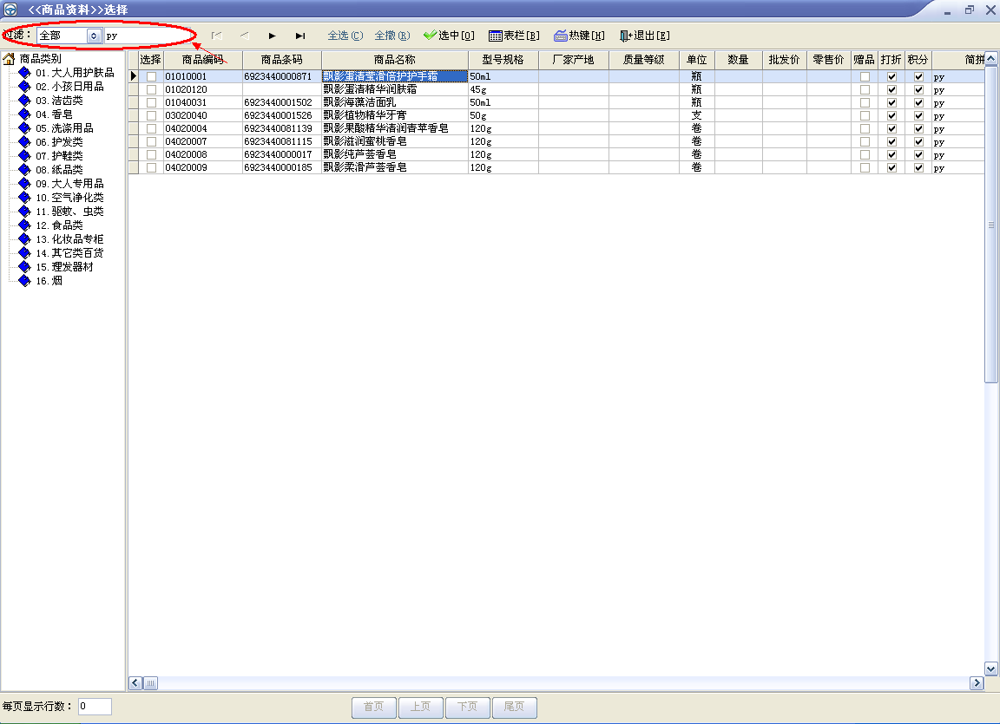 <<商品资料>>选择
过滤： 全部 py 全选(C) 全撤(R) 选中[O] 表栏[B] 热键[H] 退出[E]
商品类别
01.大人用护肤品
02.小孩日用品
03.洁齿类
04.香皂
05.洗涤用品
06.护发类
07.护鞋类
08.纸品类
09.大人专用品
10.空气净化类
11.驱蚊、虫类
12.食品类
13.化妆品专柜
14.其它类百货
15.理发器材
16.烟
选择 商品编码 商品条码 商品名称 型号规格 厂家产地 质量等级 单位 数量 批发价 零售价 赠品 打折 积分 简拼
01010001 6923440000871 飘影蛋清莹滑倍护护手霜 50ml 瓶 py
01020120 飘影蛋清精华润肤霜 45g py
01040031 6923440001502 飘影海藻洁面乳 50ml 瓶 py
03020040 6923440001526 飘影植物精华牙膏 50g 支 py
04020004 6923440081139 飘影果酸精华清润青苹香皂 120g 卷 py
04020007 6923440081115 飘影滋润蜜桃香皂 120g 卷 py
04020008 6923440000017 飘影纯芦荟香皂 120g 卷 py
04020009 6923440000185 飘影柔滑芦荟香皂 120g 卷 py
每页显示行数： 0 首页 上页 下页 尾页